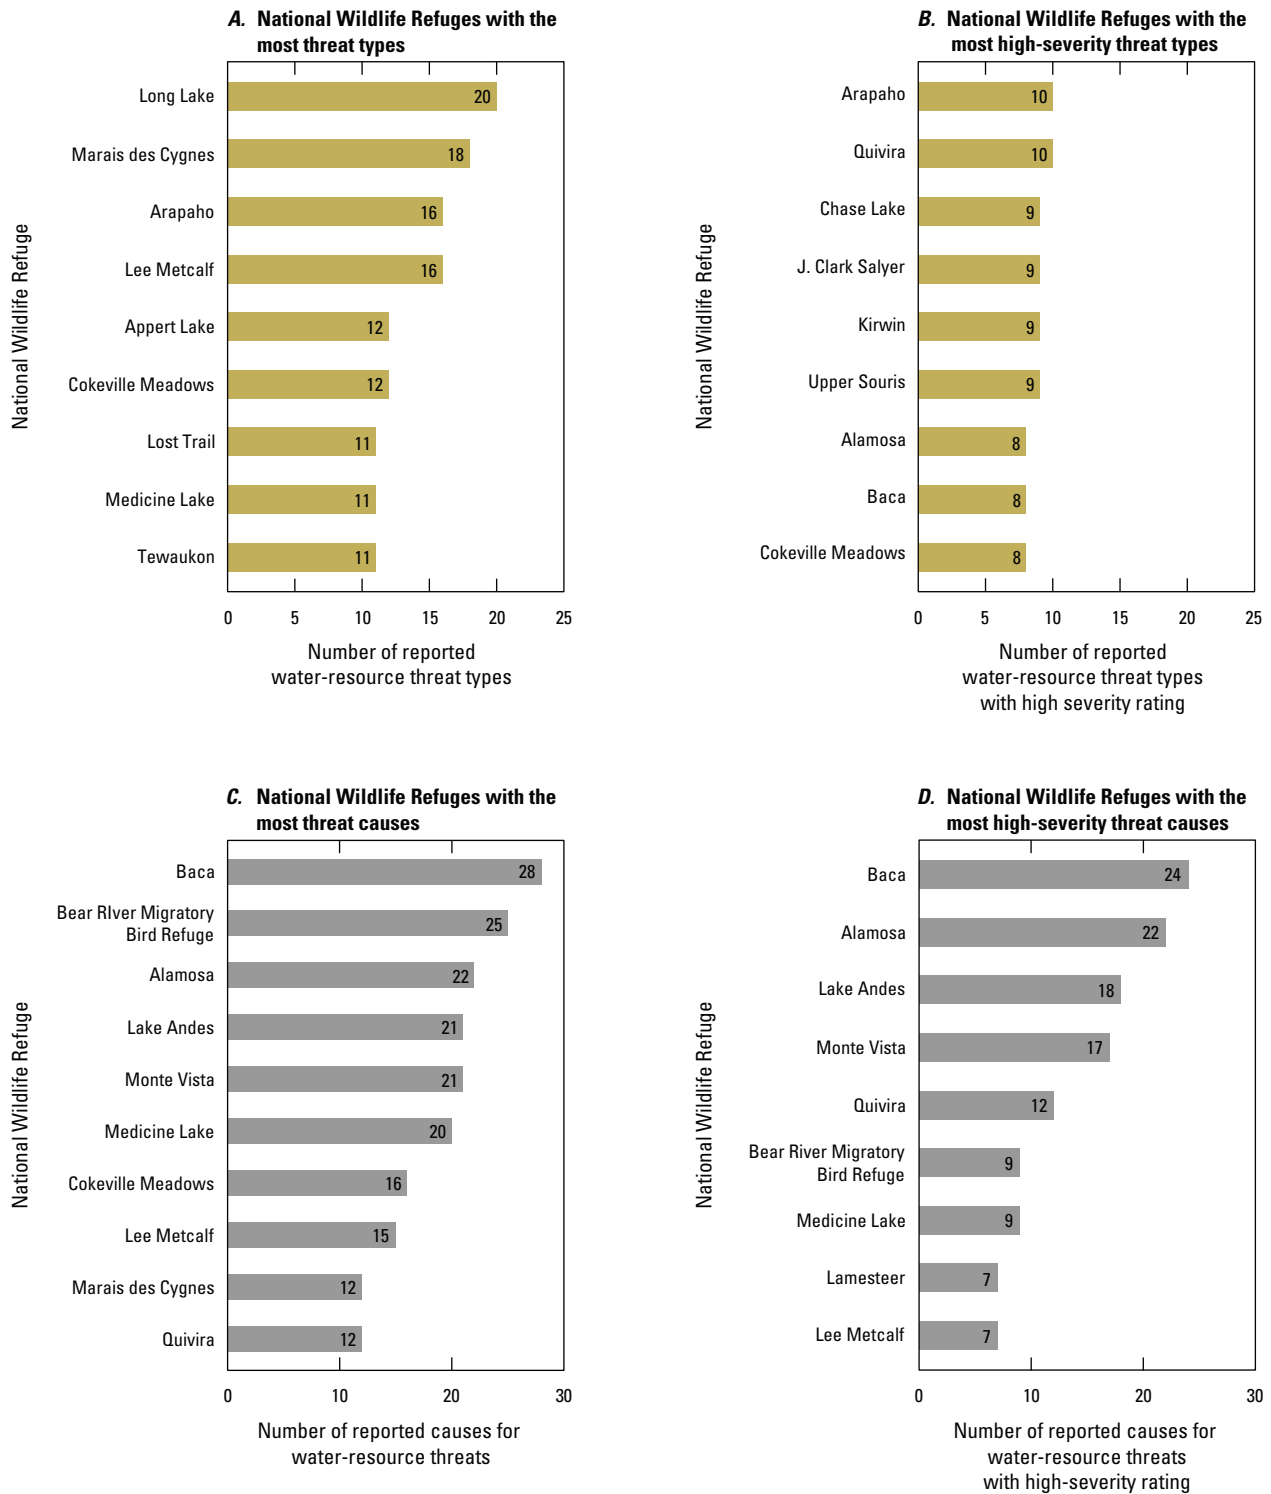 A. National Wildlife Refuges with the
most threat types
National Wildlife Refuge
Long Lake 20
Marais des Cygnes 18
Arapaho 16
Lee Metcalf 16
Appert Lake 12
Cokeville Meadows 12
Lost Trail 11
Medicine Lake 11
Tewaukon 11
0 5 10 15 20 25
Number of reported
water-resource threat types
B. National Wildlife Refuges with the
most high-severity threat types
National Wildlife Refuge
Arapaho 10
Quivira 10
Chase Lake 9
J. Clark Salyer 9
Kirwin 9
Upper Souris 9
Alamosa 8
Baca 8
Cokeville Meadows 8
0 5 10 15 20 25
Number of reported
water-resource threat types
with high severity rating
C. National Wildlife Refuges with the
most threat causes
National Wildlife Refuge
Baca 28
Bear RIver Migratory
Bird Refuge 25
Alamosa 22
Lake Andes 21
Monte Vista 21
Medicine Lake 20
Cokeville Meadows 16
Lee Metcalf 15
Marais des Cygnes 12
Quivira 12
0 10 20 30
Number of reported causes for
water-resource threats
D. National Wildlife Refuges with the
most high-severity threat causes
National Wildlife Refuge
Baca 24
Alamosa 22
Lake Andes 18
Monte Vista 17
Quivira 12
Bear River Migratory
Bird Refuge 9
Medicine Lake 9
Lamesteer 7
Lee Metcalf 7
0 10 20 30
Number of reported causes for
water-resource threats
with high-severity rating